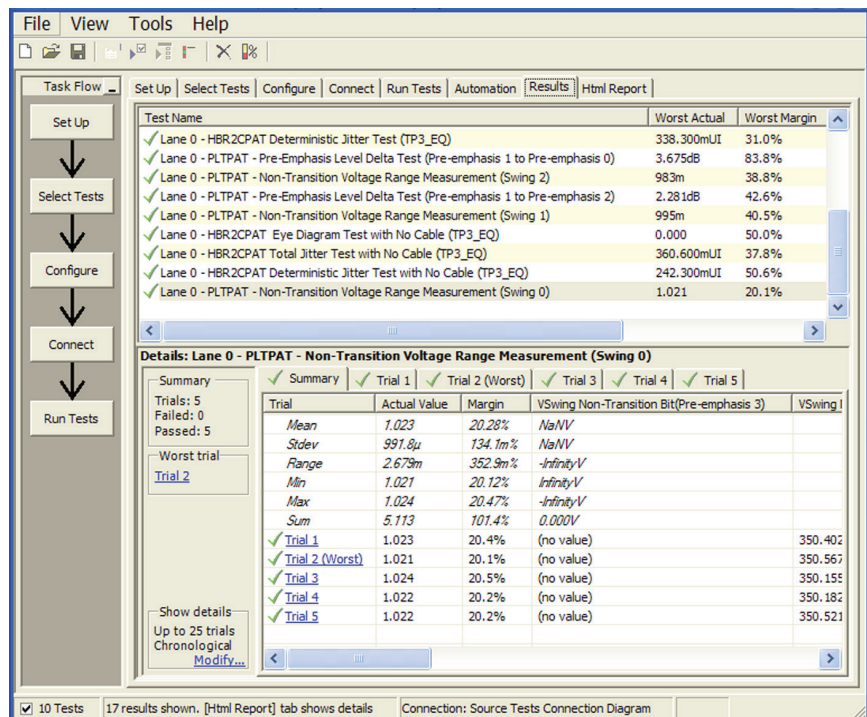 File View Tools Help
Task Flow
Set Up
Select Tests
Configure
Connect
Run Tests
Set Up Select Tests Configure Connect Run Tests Automation Results Html Report
Test Name Worst Actual Worst Margin
Lane 0 - HBR2CPAT Deterministic Jitter Test (TP3_EQ) 338.300mUI 31.0%
Lane 0 - PLTPAT - Pre-Emphasis Level Delta Test (Pre-emphasis 1 to Pre-emphasis 0) 3.675dB 83.8%
Lane 0 - PLTPAT - Non-Transition Voltage Range Measurement (Swing 2) 983m 38.8%
Lane 0 - PLTPAT - Pre-Emphasis Level Delta Test (Pre-emphasis 1 to Pre-emphasis 2) 2.281dB 42.6%
Lane 0 - PLTPAT - Non-Transition Voltage Range Measurement (Swing 1) 995m 40.5%
Lane 0 - HBR2CPAT Eye Diagram Test with No Cable (TP3_EQ) 0.000 50.0%
Lane 0 - HBR2CPAT Total Jitter Test with No Cable (TP3_EQ) 360.600mUI 37.8%
Lane 0 - HBR2CPAT Deterministic Jitter Test with No Cable (TP3_EQ) 242.300mUI 50.6%
Lane 0 - PLTPAT - Non-Transition Voltage Range Measurement (Swing 0) 1.021 20.1%
Details: Lane 0 - PLTPAT - Non-Transition Voltage Range Measurement (Swing 0)
Summary
Trials: 5
Failed: 0
Passed: 5
Worst trial
Trial 2
Show details
Up to 25 trials
Chronological
Modify...
Summary Trial 1 Trial 2 (Worst) Trial 3 Trial 4 Trial 5
Trial Actual Value Margin VSwing Non-Transition Bit(Pre-emphasis 3) VSwing
Mean 1.023 20.28% NaNV
Stdev 991.8µ 134.1m% NaNV
Range 2.679m 352.9m% -InfinityV
Min 1.021 20.12% InfinityV
Max 1.024 20.47% -InfinityV
Sum 5.113 101.4% 0.000V
Trial 1 1.023 20.4% (no value) 350.402
Trial 2 (Worst) 1.021 20.1% (no value) 350.567
Trial 3 1.024 20.5% (no value) 350.155
Trial 4 1.022 20.2% (no value) 350.182
Trial 5 1.022 20.2% (no value) 350.521
10 Tests 17 results shown. [Html Report] tab shows details Connection: Source Tests Connection Diagram